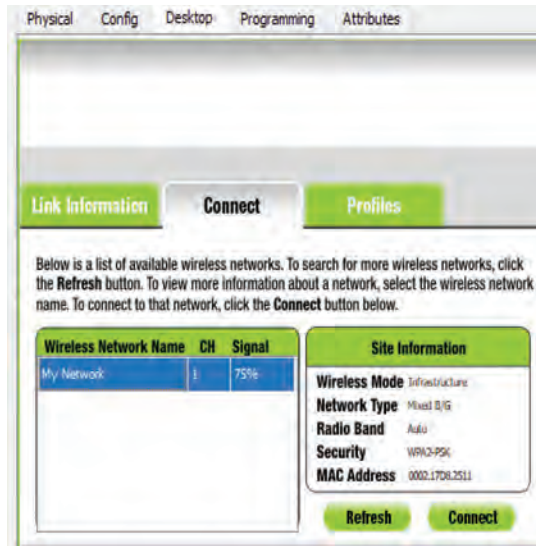 Physical Config Desktop Programming Attributes
Link Information Connect Profiles
Below is a list of available wireless networks. To search for more wireless networks, click
the Refresh button. To view more information about a network, select the wireless network
name. To connect to that network, click the Connect button below.
Wireless Network Name CH Signal
My Network 1 75%
Site Information
Wireless Mode Infrastructure
Network Type Mixed B/G
Radio Band Auto
Security WPA2-PSK
MAC Address 0002.17D8.2511
Refresh Connect